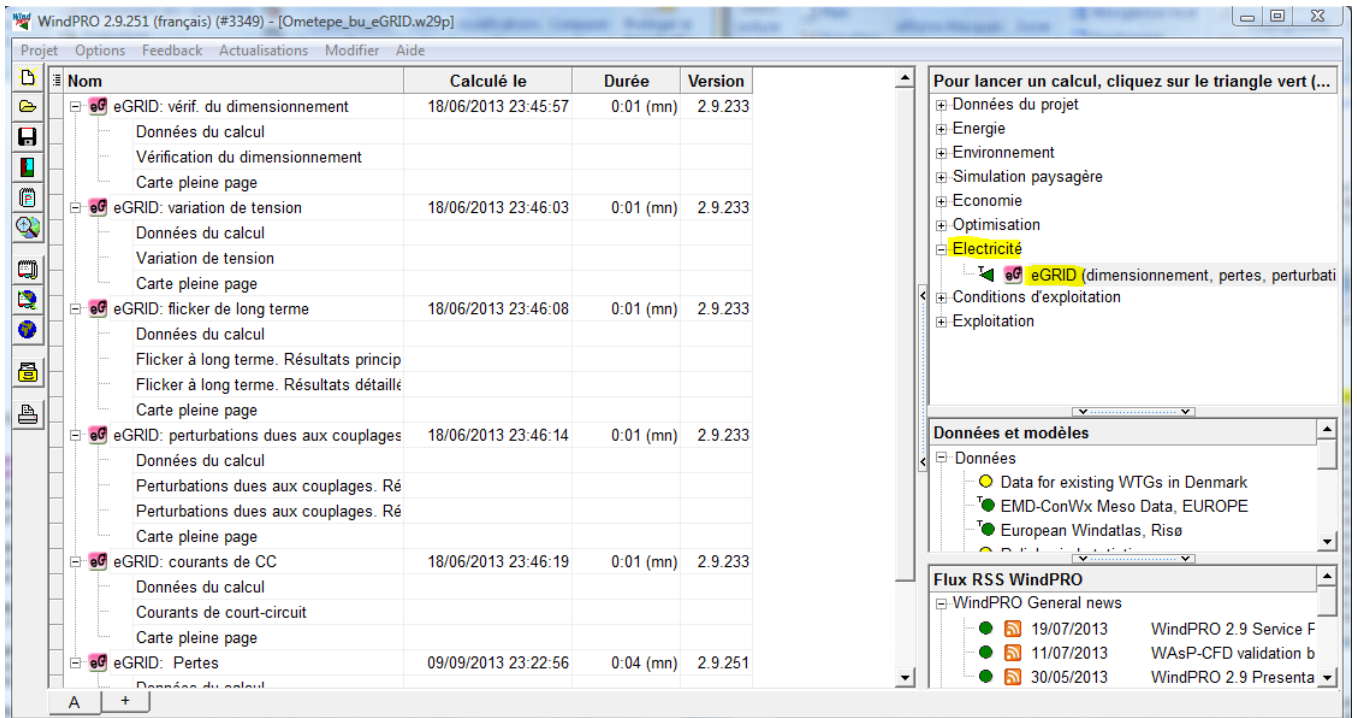 WindPRO 2.9.251 (français) (#3349) - [Ometepe_bu_eGRID.w29p]
Projet Options Feedback Actualisations Modifier Aide
Nom Calculé le Durée Version
eGRID: vérif. du dimensionnement 18/06/2013 23:45:57 0:01 (mn) 2.9.233
Données du calcul
Vérification du dimensionnement
Carte pleine page
eGRID: variation de tension 18/06/2013 23:46:03 0:01 (mn) 2.9.233
Données du calcul
Variation de tension
Carte pleine page
eGRID: flicker de long terme 18/06/2013 23:46:08 0:01 (mn) 2.9.233
Données du calcul
Flicker à long terme. Résultats princip
Flicker à long terme. Résultats détaillé
Carte pleine page
eGRID: perturbations dues aux couplages 18/06/2013 23:46:14 0:01 (mn) 2.9.233
Données du calcul
Perturbations dues aux couplages. Ré
Perturbations dues aux couplages. Ré
Carte pleine page
eGRID: courants de CC 18/06/2013 23:46:19 0:01 (mn) 2.9.233
Données du calcul
Courants de court-circuit
Carte pleine page
eGRID: Pertes 09/09/2013 23:22:56 0:04 (mn) 2.9.251
Données du calcul
A +
Pour lancer un calcul, cliquez sur le triangle vert (...
Données du projet
Energie
Environnement
Simulation paysagère
Economie
Optimisation
Electricité
eGRID (dimensionnement, pertes, perturbati
Conditions d'exploitation
Exploitation
Données et modèles
Données
Data for existing WTGs in Denmark
EMD-ConWx Meso Data, EUROPE
European Windatlas, Risø
Flux RSS WindPRO
WindPRO General news
19/07/2013 WindPRO 2.9 Service F
11/07/2013 WAsP-CFD validation b
30/05/2013 WindPRO 2.9 Presenta